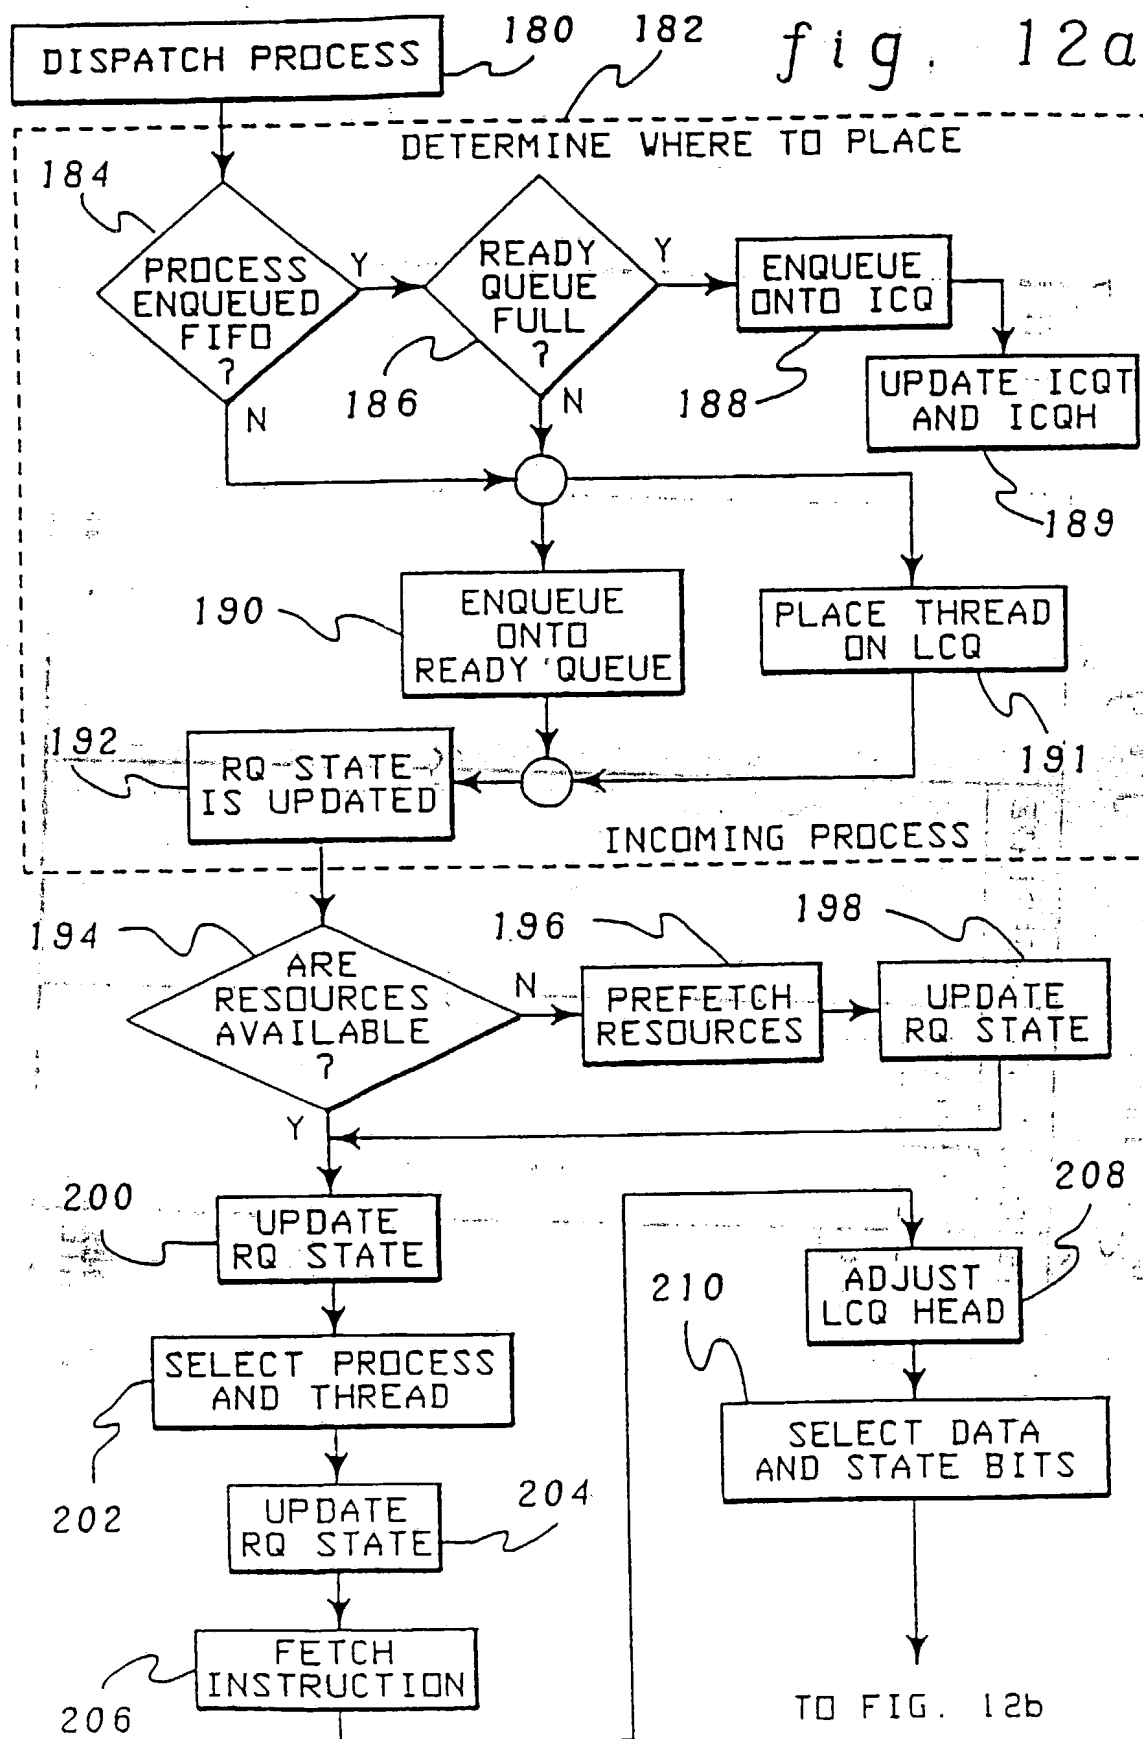 fig. 12a
DISPATCH PROCESS
180
182
DETERMINE WHERE TO PLACE
184
PROCESS
ENQUEUED
FIFO
?
Y
N
READY
QUEUE
FULL
?
186
Y
N
ENQUEUE
ONTO ICQ
188
UPDATE ICQT
AND ICQH
189
190
ENQUEUE
ONTO
READY QUEUE
PLACE THREAD
ON LCQ
191
192
RQ STATE
IS UPDATED
INCOMING PROCESS
194
ARE
RESOURCES
AVAILABLE
?
N
Y
196
PREFETCH
RESOURCES
198
UPDATE
RQ STATE
200
UPDATE
RQ STATE
SELECT PROCESS
AND THREAD
202
UPDATE
RQ STATE
204
FETCH
INSTRUCTION
206
208
ADJUST
LCQ HEAD
210
SELECT DATA
AND STATE BITS
TO FIG. 12b